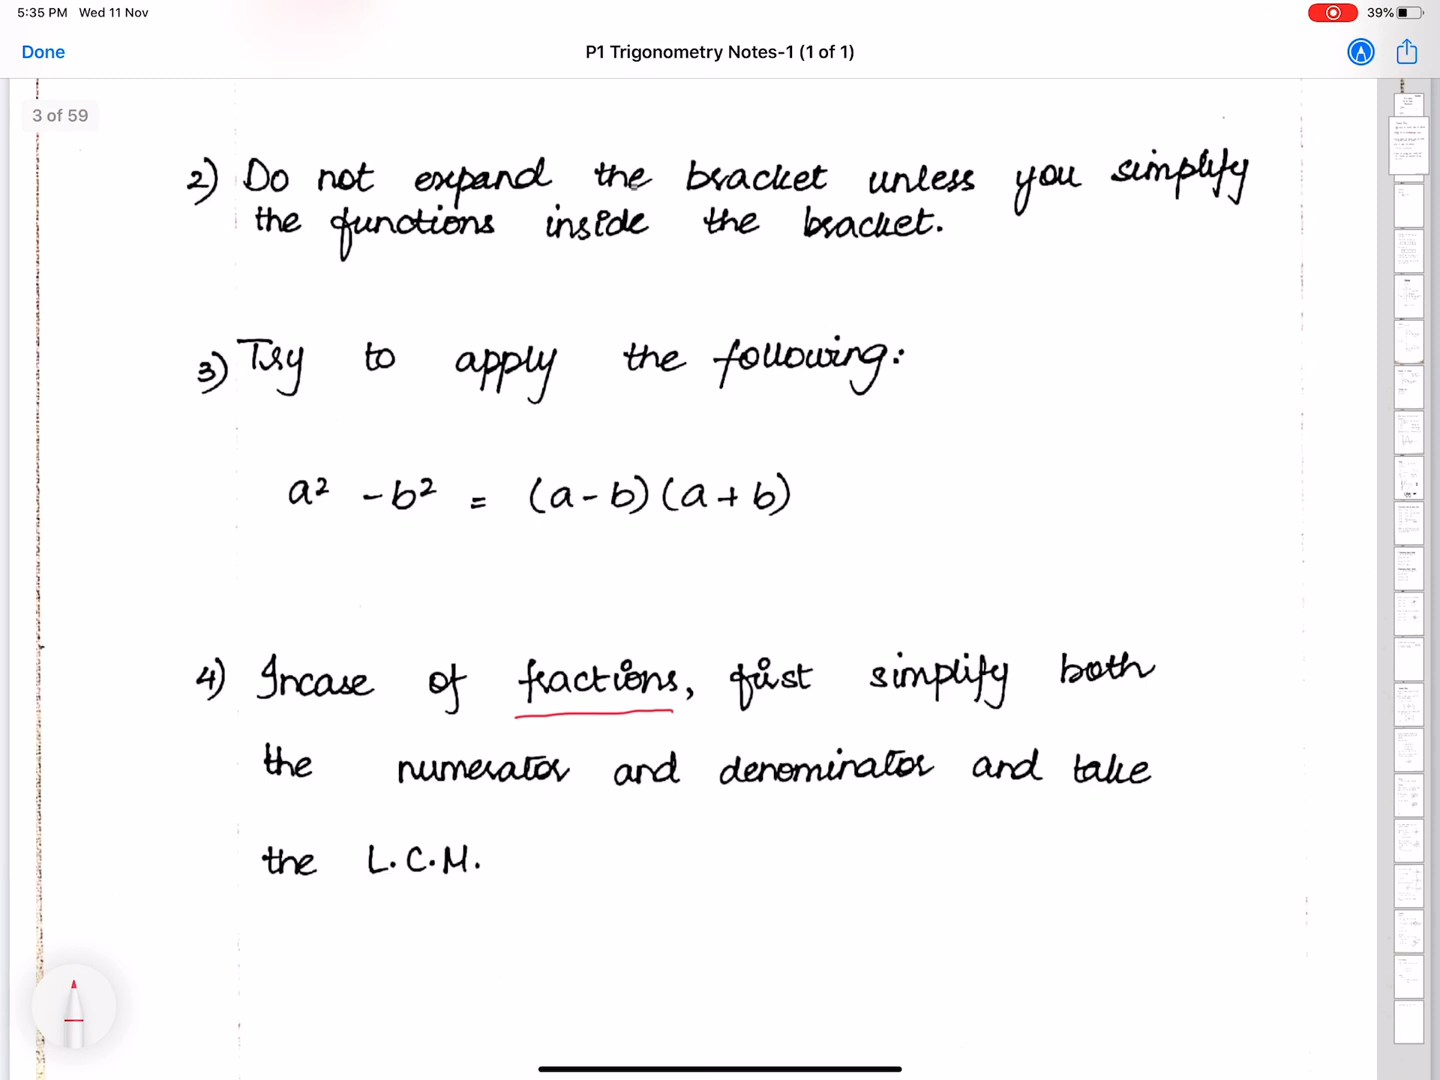 5:35 PM Wed 11 Nov
39%
Done
P1 Trigonometry Notes-1 (1 of 1)
3 of 59
2) Do not expand the bracket unless you simplify
the functions inside the bracket.
3) Try to apply the following:
a² - b² = (a - b)(a + b)
4) Incase of fractions, first simplify both
the numerator and denominator and take
the L.C.M.